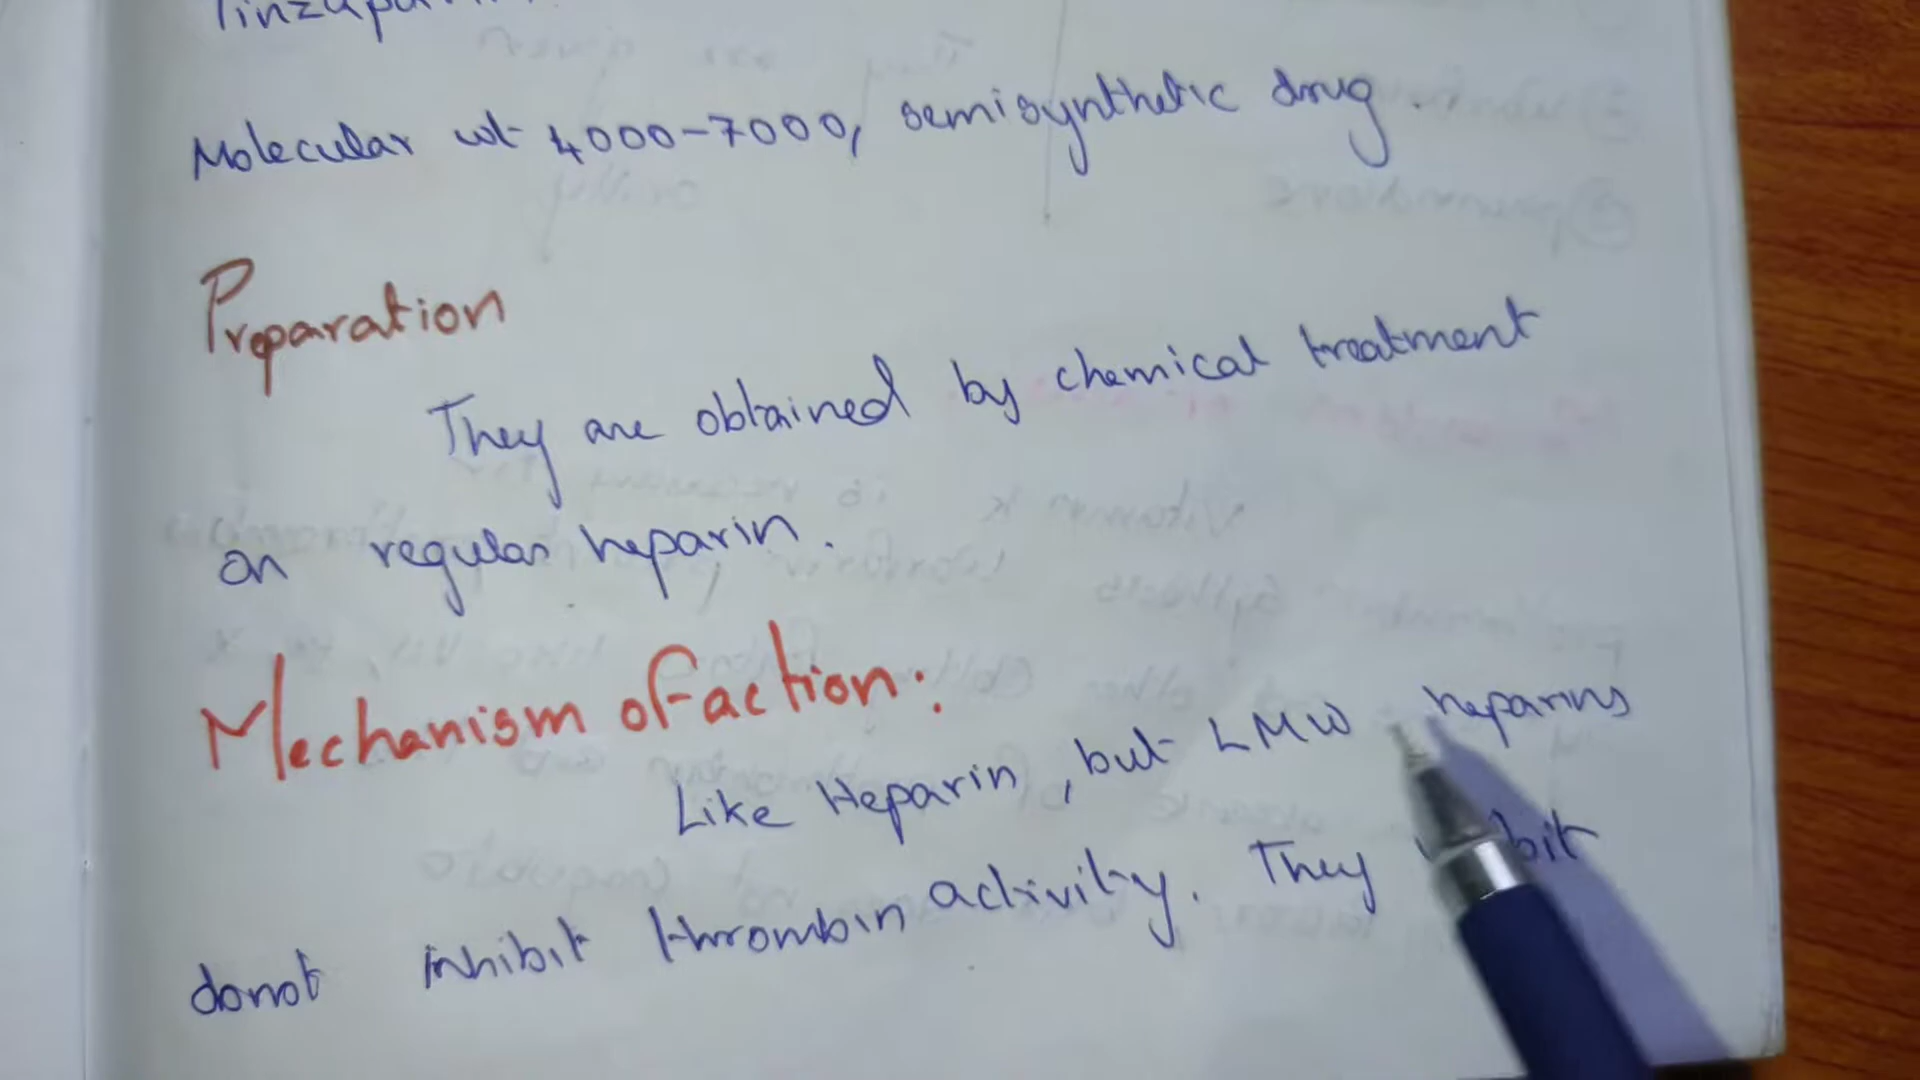 Molecular wt 4000-7000, semisynthetic drug.
Preparation
They are obtained by chemical treatment
on regular heparin.
Mechanism of action:
Like Heparin, but LMW heparins
donot inhibit thrombin activity. They